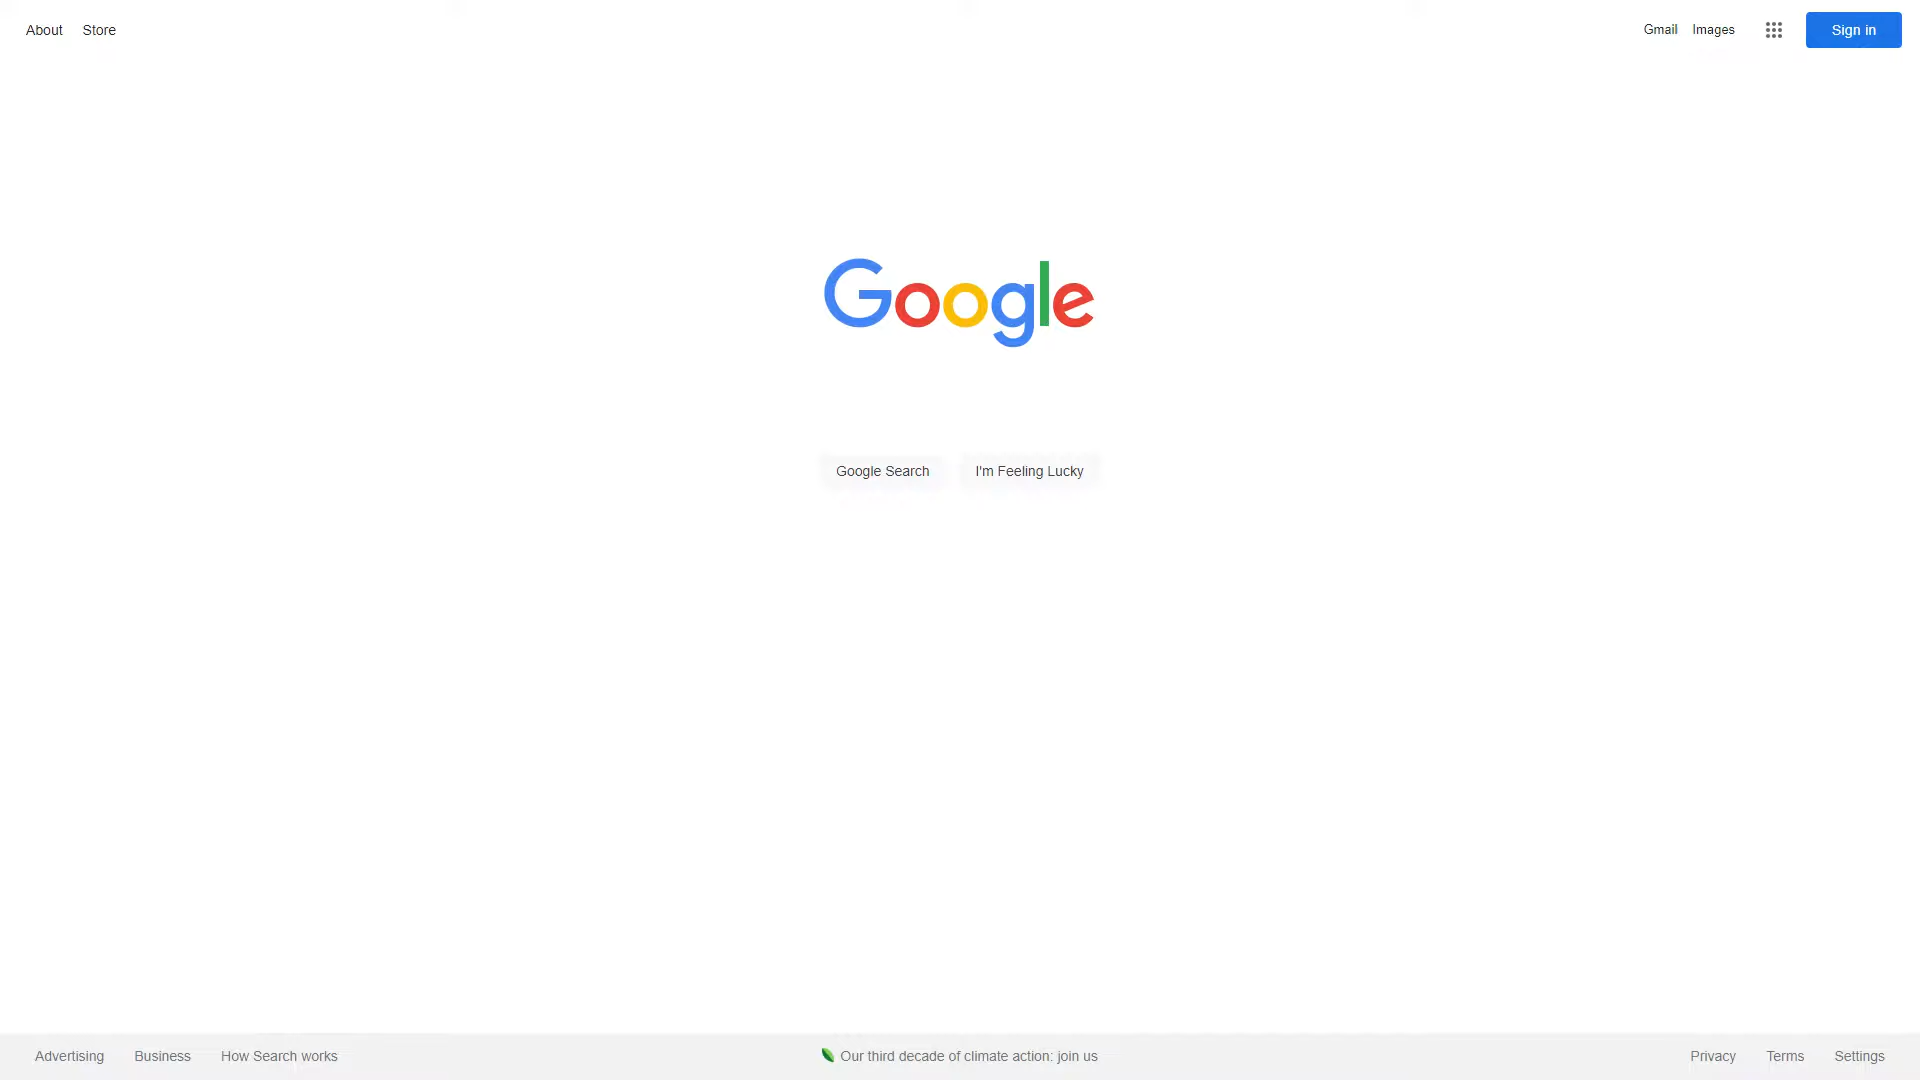 About Store
Gmail Images Sign in
Google
Google Search I'm Feeling Lucky
Our third decade of climate action: join us
Advertising Business How Search works
Privacy Terms Settings